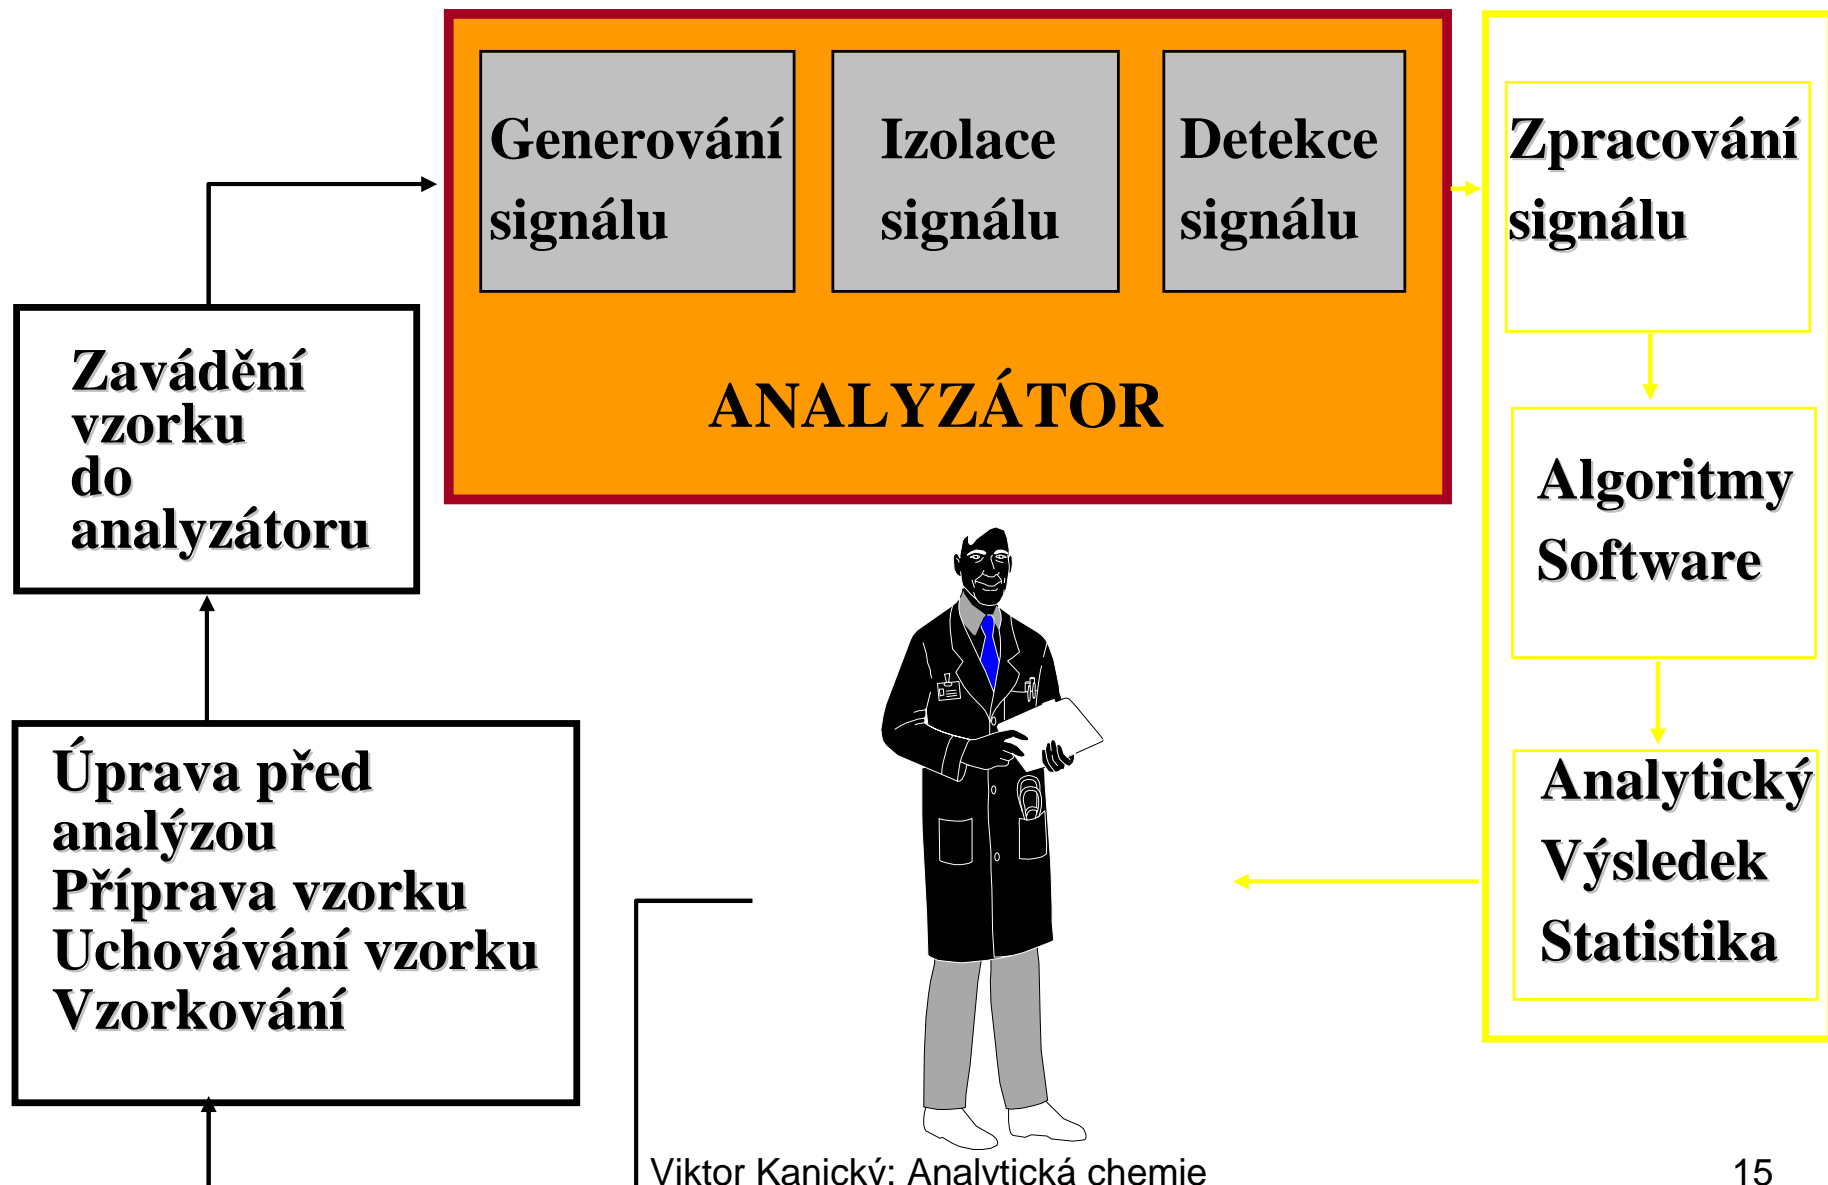 Generování
signálu
Izolace
signálu
Detekce
signálu
ANALYZÁTOR
Zpracování
signálu
Algoritmy
Software
Analytický
Výsledek
Statistika
Zavádění
vzorku
do
analyzátoru
Úprava před
analýzou
Příprava vzorku
Uchovávání vzorku
Vzorkování
Viktor Kanický: Analytická chemie
15